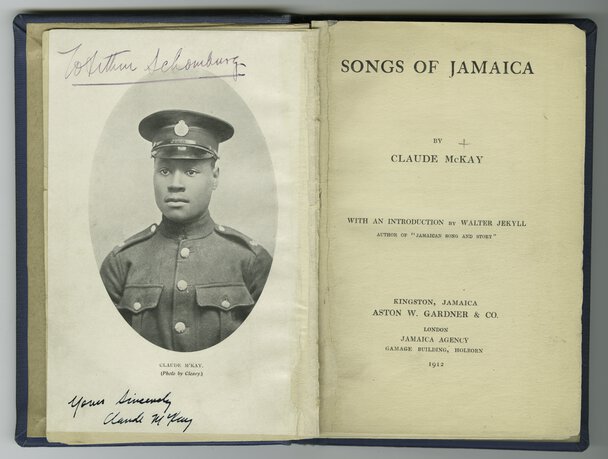 To Arthur Schomburg
CLAUDE McKAY.
(Photo by Cleary.)
Yours Sincerely
Claude McKay
SONGS OF JAMAICA
BY
CLAUDE McKAY
WITH AN INTRODUCTION BY WALTER JEKYLL
AUTHOR OF "JAMAICAN SONG AND STORY"
KINGSTON, JAMAICA
ASTON W. GARDNER & CO.
LONDON
JAMAICA AGENCY
GAMAGE BUILDING, HOLBORN
1912